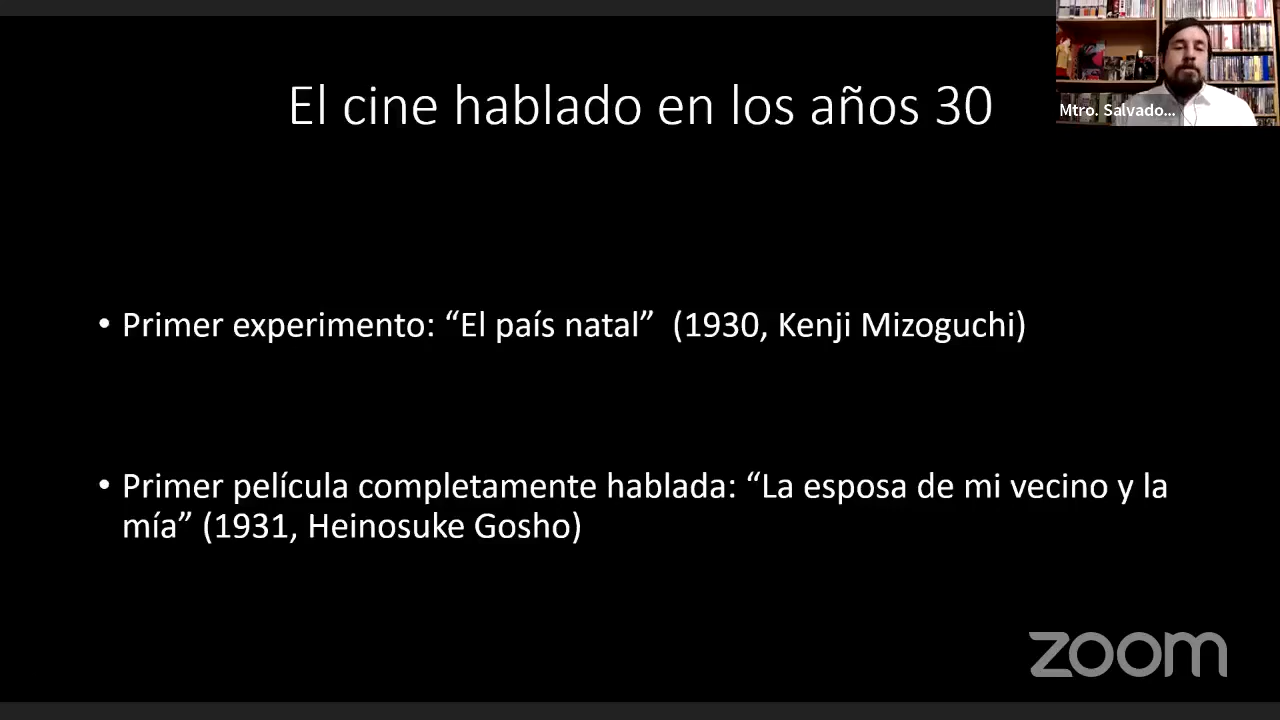 El cine hablado en los años 30
Mtro. Salvado...
• Primer experimento: “El país natal”  (1930, Kenji Mizoguchi)
• Primer película completamente hablada: “La esposa de mi vecino y la
mía” (1931, Heinosuke Gosho)
zoom